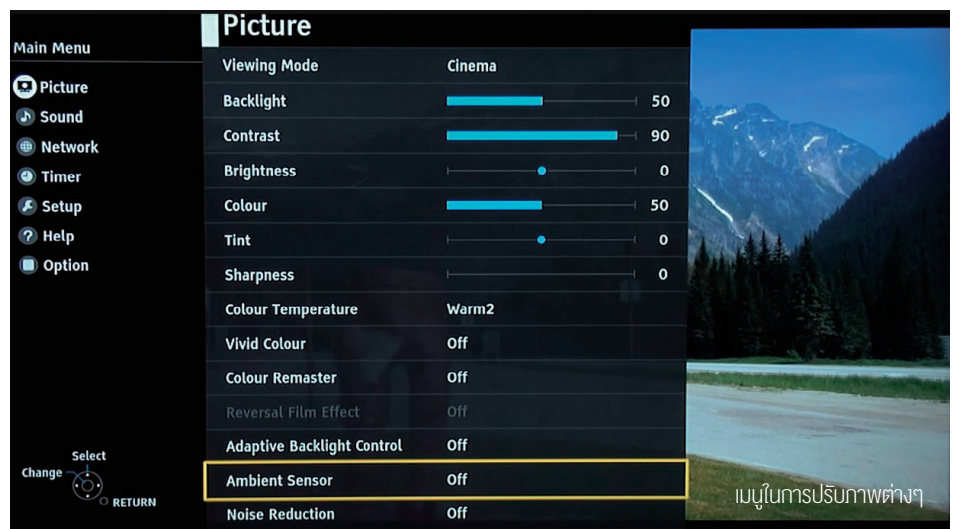 Picture
Main Menu
Picture
Sound
Network
Timer
Setup
Help
Option
Select
Change
RETURN
Viewing Mode Cinema
Backlight 50
Contrast 90
Brightness 0
Colour 50
Tint 0
Sharpness 0
Colour Temperature Warm2
Vivid Colour Off
Colour Remaster Off
Reversal Film Effect Off
Adaptive Backlight Control Off
Ambient Sensor Off
Noise Reduction Off
เมนูในการปรับภาพต่างๆ